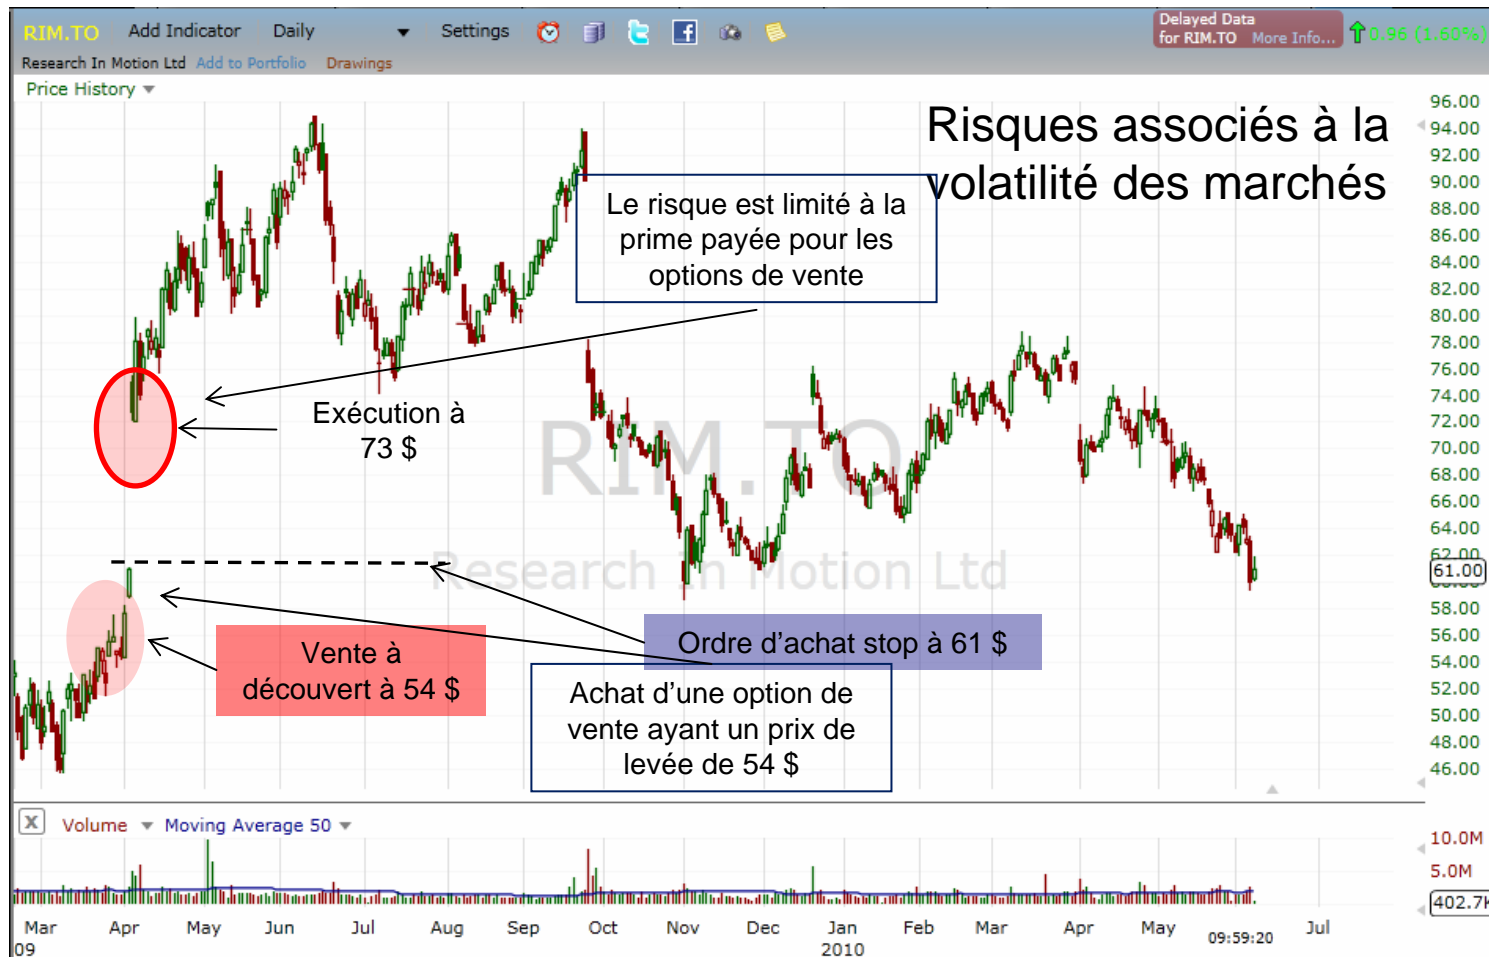 RIM.TO Add Indicator Daily Settings
Delayed Data
for RIM.TO More Info...
0.96 (1.60%)
Research In Motion Ltd Add to Portfolio Drawings
Price History
Risques associés à la
volatilité des marchés
Le risque est limité à la
prime payée pour les
options de vente
Exécution à
73 $
RIM.TO
Research In Motion Ltd
Vente à
découvert à 54 $
Ordre d’achat stop à 61 $
Achat d’une option de
vente ayant un prix de
levée de 54 $
96.00
94.00
92.00
90.00
88.00
86.00
84.00
82.00
80.00
78.00
76.00
74.00
72.00
70.00
68.00
66.00
64.00
62.00
61.00
58.00
56.00
54.00
52.00
50.00
48.00
46.00
X Volume Moving Average 50
10.0M
5.0M
402.7K
Mar Apr May Jun Jul Aug Sep Oct Nov Dec Jan Feb Mar Apr May 09:59:20 Jul
09 2010